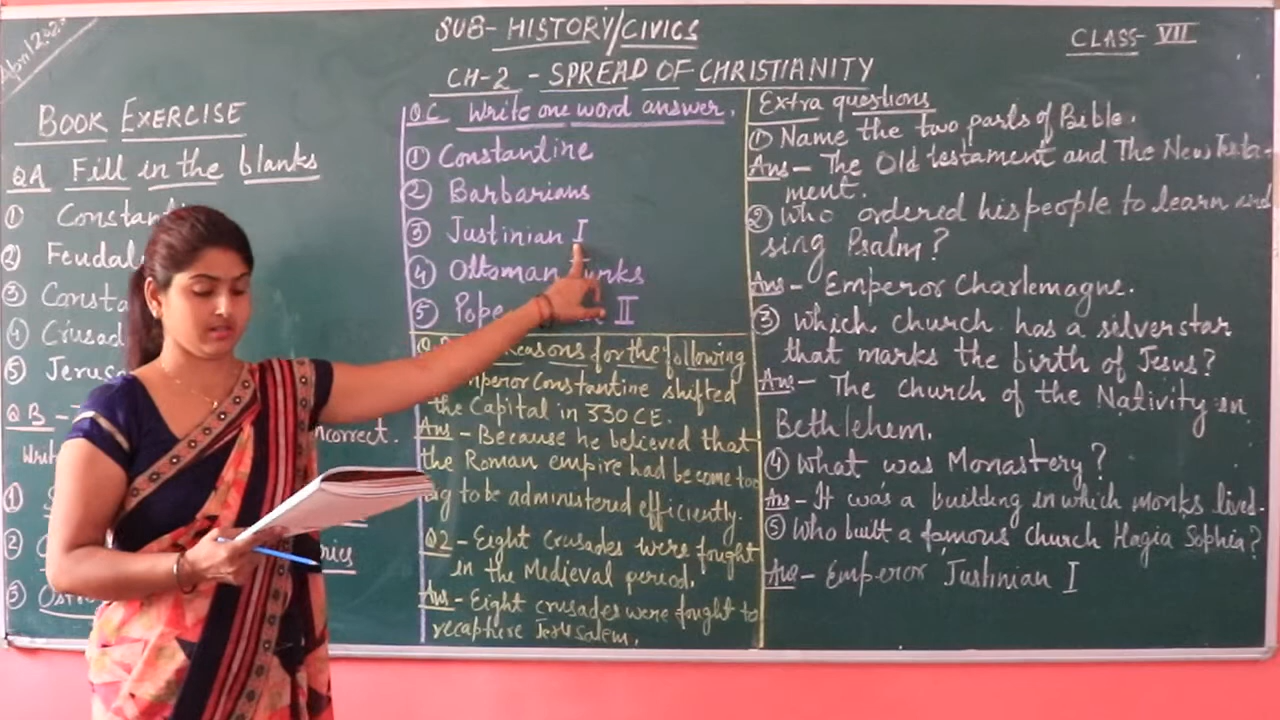 SUB- HISTORY/CIVICS
CLASS- VII
CH-2 - SPREAD OF CHRISTIANITY
BOOK EXERCISE
QA Fill in the blanks
①
② Feudal
③
④
⑤
QB -
incorrect.
①
②
③
QC Write one word answer.
① Constantine
② Barbarians
③ Justinian I
④ Ottoman Turks
⑤ Pope II
Reasons for the following
Emperor Constantine shifted
the Capital in 330 CE.
Ans - Because he believed that
the Roman empire had become too
big to be administered efficiently.
Q2 - Eight crusades were fought
in the Medieval period.
Ans - Eight crusades were fought to
recapture Jerusalem.
Extra questions
① Name the two parts of Bible.
Ans - The Old testament and The New Testa-
ment.
② Who ordered his people to learn and
sing Psalm?
Ans - Emperor Charlemagne.
③ Which church has a silver star
that marks the birth of Jesus?
Ans - The church of the Nativity in
Bethlehem.
④ What was Monastery?
Ans - It was a building in which monks lived.
⑤ Who built a famous church Hagia Sophia?
Ans - Emperor Justinian I